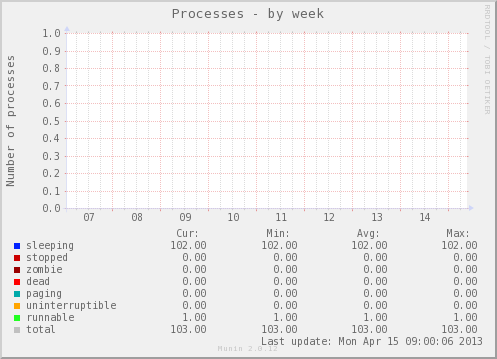 Processes - by week
RRDTOOL / TOBI OETIKER
Number of processes
1.0
0.9
0.8
0.7
0.6
0.5
0.4
0.3
0.2
0.1
0.0
07 08 09 10 11 12 13 14
Cur: Min: Avg: Max:
sleeping 102.00 102.00 102.00 102.00
stopped 0.00 0.00 0.00 0.00
zombie 0.00 0.00 0.00 0.00
dead 0.00 0.00 0.00 0.00
paging 0.00 0.00 0.00 0.00
uninterruptible 0.00 0.00 0.00 0.00
runnable 1.00 1.00 1.00 1.00
total 103.00 103.00 103.00 103.00
Last update: Mon Apr 15 09:00:06 2013
Munin 2.0.12